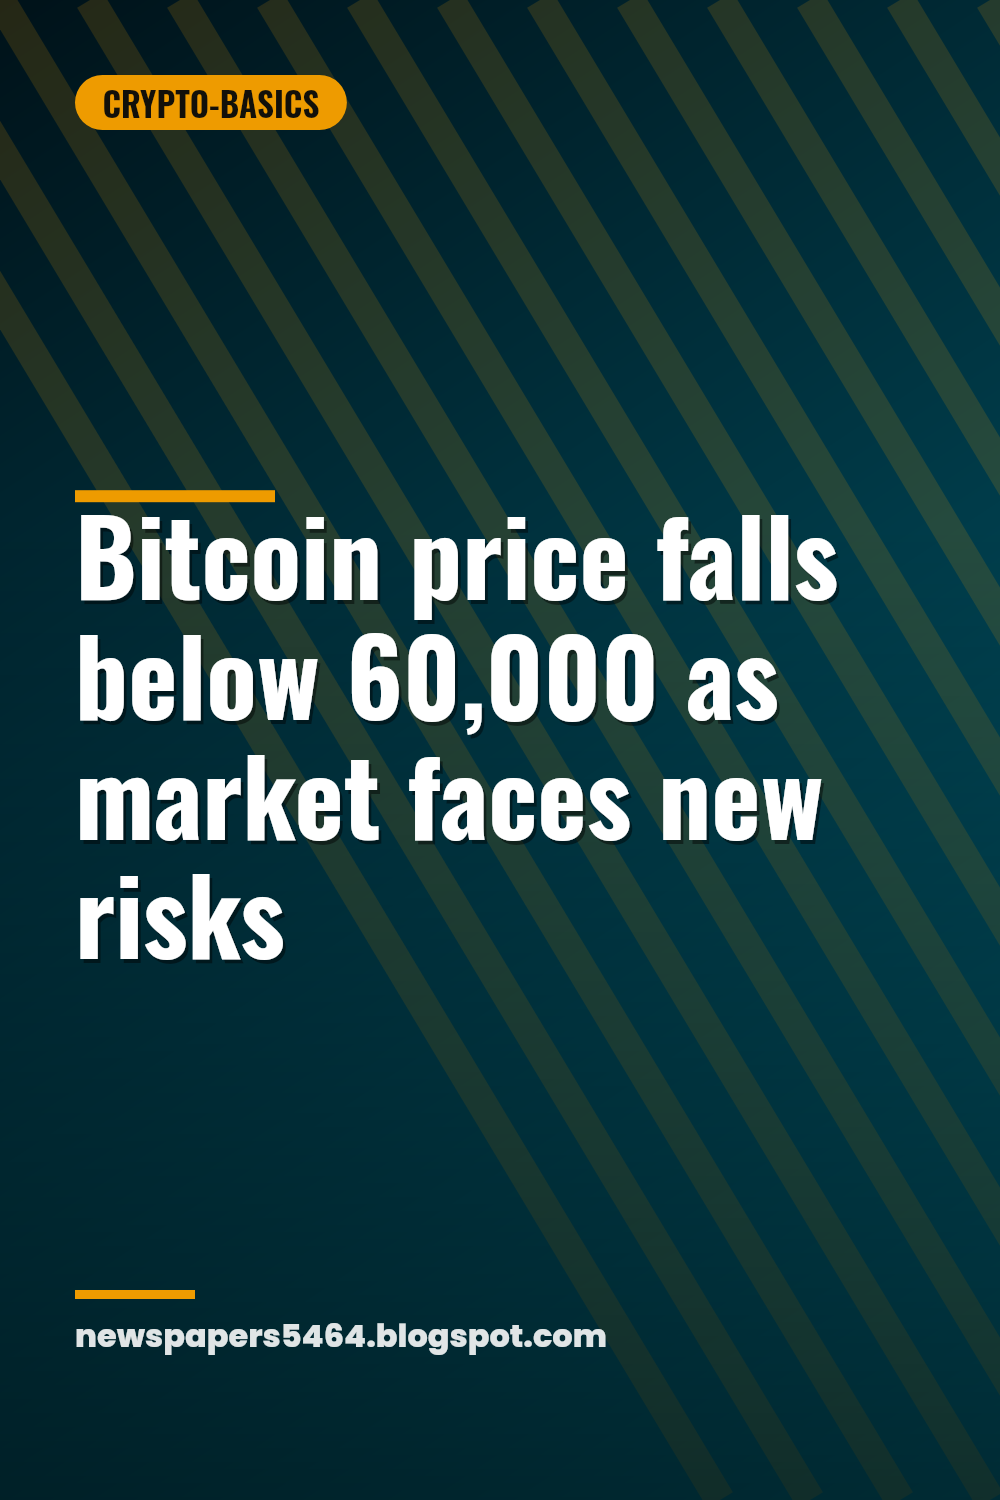 CRYPTO-BASICS
Bitcoin price falls
below 60,000 as
market faces new
risks
newspapers5464.blogspot.com